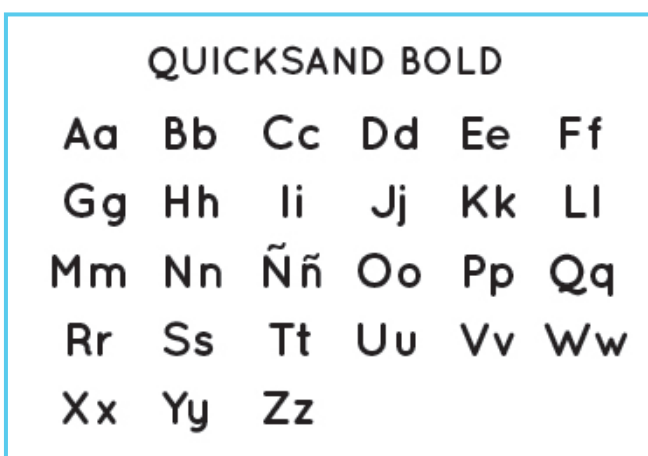 QUICKSAND BOLD
Aa Bb Cc Dd Ee Ff
Gg Hh Ii Jj Kk Ll
Mm Nn Ññ Oo Pp Qq
Rr Ss Tt Uu Vv Ww
Xx Yy Zz